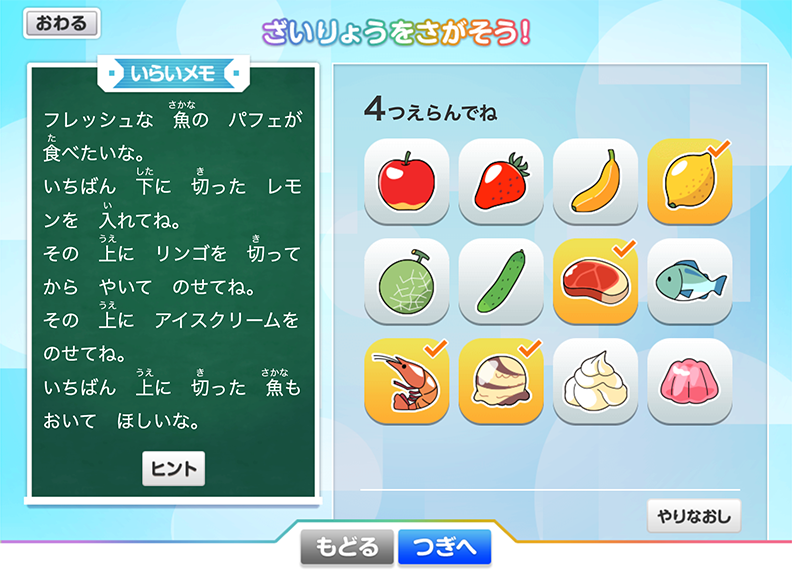 おわる
ざいりょうをさがそう！
いらいメモ
フレッシュな 魚の パフェが
食べたいな。
いちばん 下に 切った レモ
ンを 入れてね。
その 上に リンゴを 切って
から やいて のせてね。
その 上に アイスクリームを
のせてね。
いちばん 上に 切った 魚も
おいて ほしいな。
ヒント
4つえらんでね
やりなおし
もどる
つぎへ